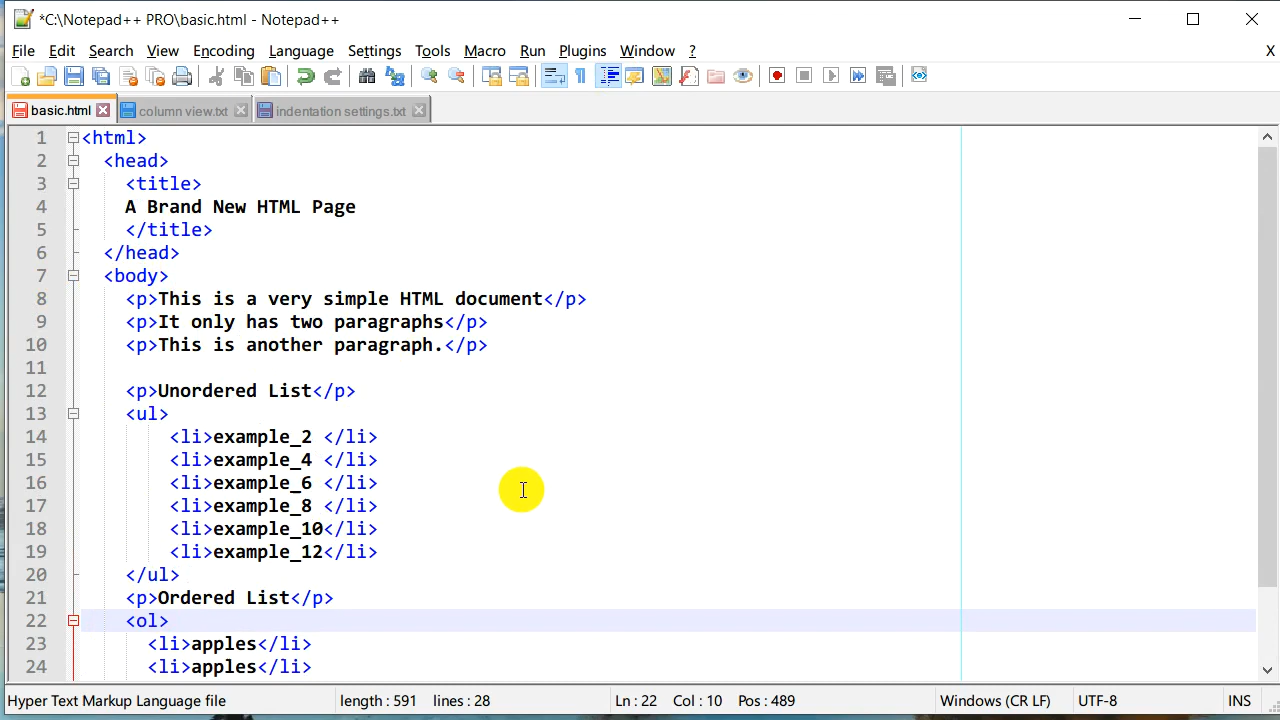 *C:\Notepad++ PRO\basic.html - Notepad++
File Edit Search View Encoding Language Settings Tools Macro Run Plugins Window ? X
basic.html column view.txt indentation settings.txt
1 <html>
2 <head>
3 <title>
4 A Brand New HTML Page
5 </title>
6 </head>
7 <body>
8 <p>This is a very simple HTML document</p>
9 <p>It only has two paragraphs</p>
10 <p>This is another paragraph.</p>
11
12 <p>Unordered List</p>
13 <ul>
14 <li>example_2 </li>
15 <li>example_4 </li>
16 <li>example_6 </li>
17 <li>example_8 </li>
18 <li>example_10</li>
19 <li>example_12</li>
20 </ul>
21 <p>Ordered List</p>
22 <ol>
23 <li>apples</li>
24 <li>apples</li>
Hyper Text Markup Language file length : 591 lines : 28 Ln : 22 Col : 10 Pos : 489 Windows (CR LF) UTF-8 INS